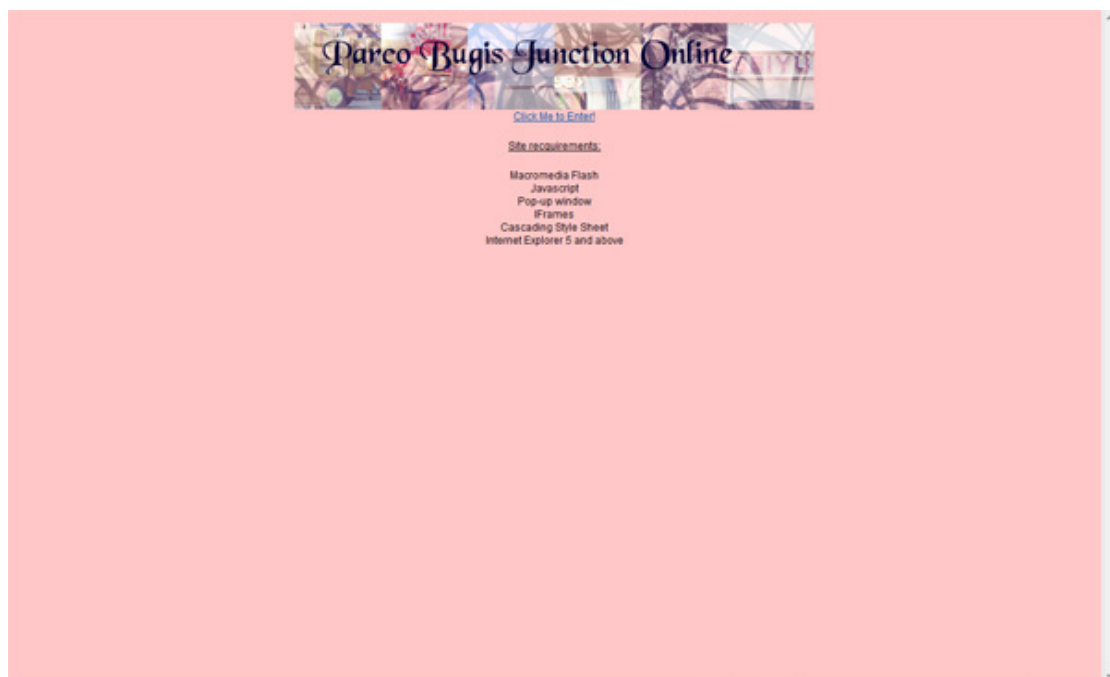 Parco Bugis Junction Online
Click Me to Enter!
Site recquirements:
Macromedia Flash
Javascript
Pop-up window
IFrames
Cascading Style Sheet
Internet Explorer 5 and above